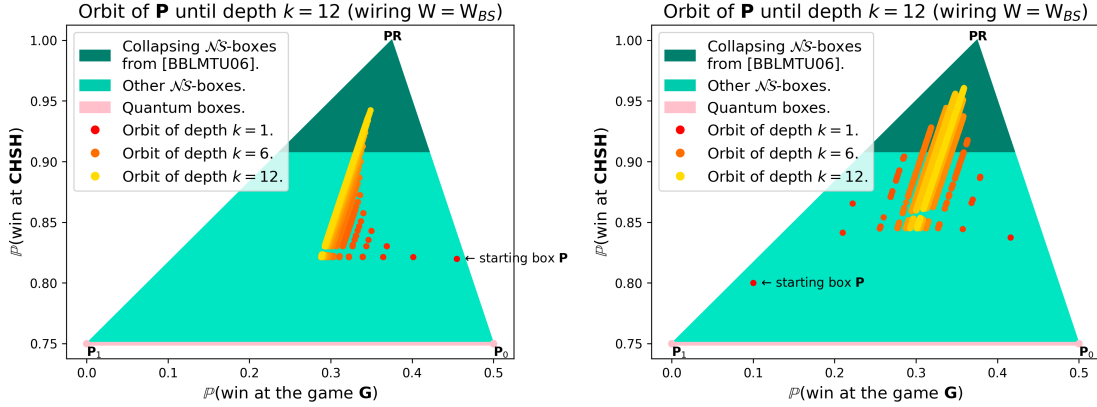 Orbit of P until depth k = 12 (wiring W = W_BS)
PR
Collapsing 𝒩𝒮-boxes
from [BBLMTU06].
Other 𝒩𝒮-boxes.
Quantum boxes.
Orbit of depth k = 1.
Orbit of depth k = 6.
Orbit of depth k = 12.
← starting box P
P₁
P₀
1.00
0.95
0.90
0.85
0.80
0.75
ℙ(win at CHSH)
0.0 0.1 0.2 0.3 0.4 0.5
ℙ(win at the game G)
Orbit of P until depth k = 12 (wiring W = W_BS)
PR
Collapsing 𝒩𝒮-boxes
from [BBLMTU06].
Other 𝒩𝒮-boxes.
Quantum boxes.
Orbit of depth k = 1.
Orbit of depth k = 6.
Orbit of depth k = 12.
← starting box P
P₁
P₀
1.00
0.95
0.90
0.85
0.80
0.75
ℙ(win at CHSH)
0.0 0.1 0.2 0.3 0.4 0.5
ℙ(win at the game G)